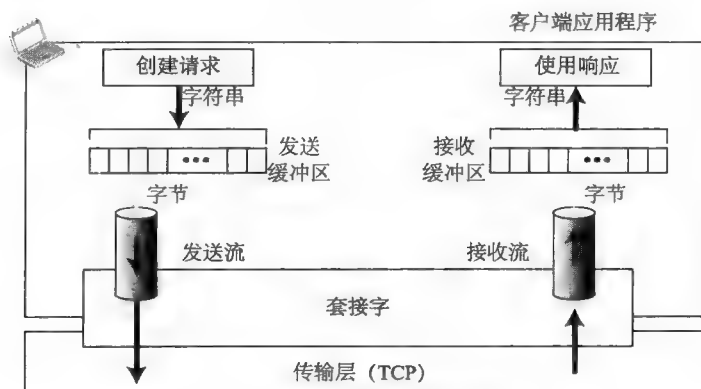 客户端应用程序
创建请求
使用响应
字符串
字符串
发送
缓冲区
接收
缓冲区
字节
字节
发送流
接收流
套接字
传输层（TCP）